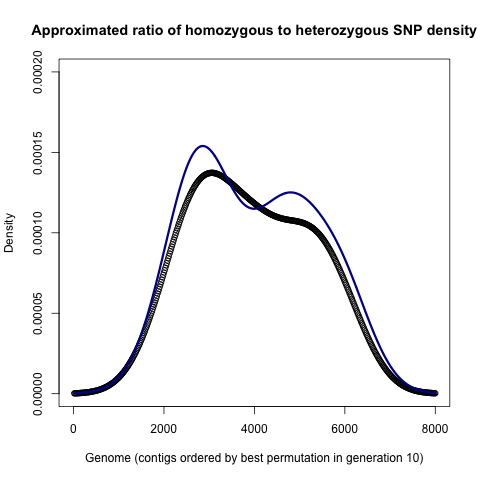 Approximated ratio of homozygous to heterozygous SNP density
0.00020
0.00015
0.00010
0.00005
0.00000
Density
0 2000 4000 6000 8000
Genome (contigs ordered by best permutation in generation 10)